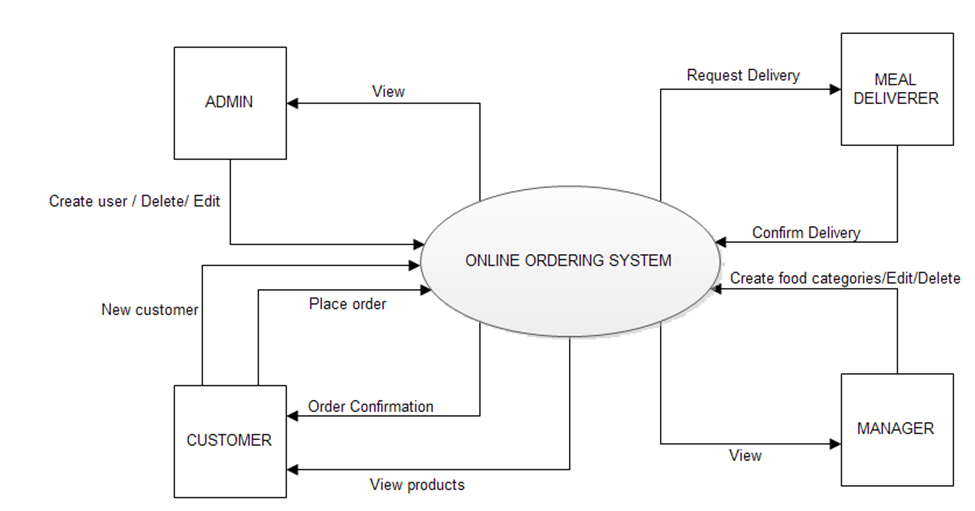 Request Delivery
MEAL
DELIVERER
View
ADMIN
Create user / Delete/ Edit
Confirm Delivery
ONLINE ORDERING SYSTEM
Create food categories/Edit/Delete
New customer
Place order
Order Confirmation
MANAGER
CUSTOMER
View
View products